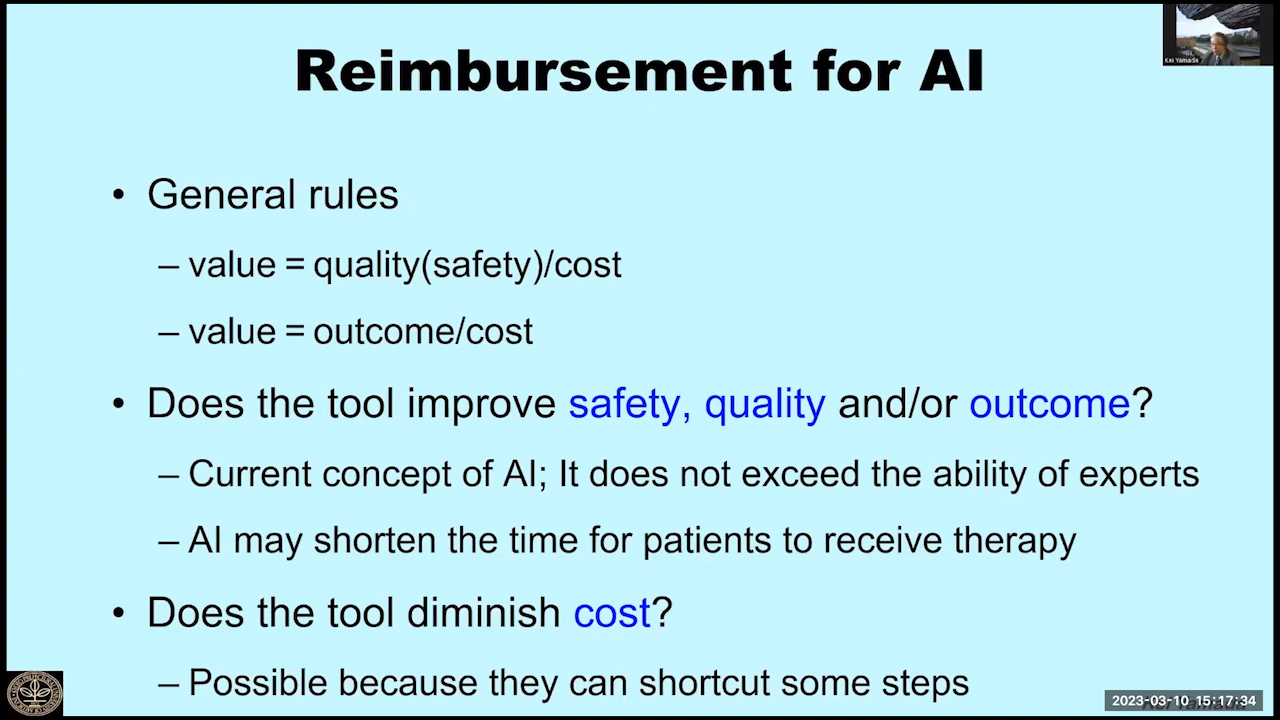 Reimbursement for AI
Kei Yamada
• General rules
– value = quality(safety)/cost
– value = outcome/cost
• Does the tool improve safety, quality and/or outcome?
– Current concept of AI; It does not exceed the ability of experts
– AI may shorten the time for patients to receive therapy
• Does the tool diminish cost?
– Possible because they can shortcut some steps
2023-03-10 15:17:34